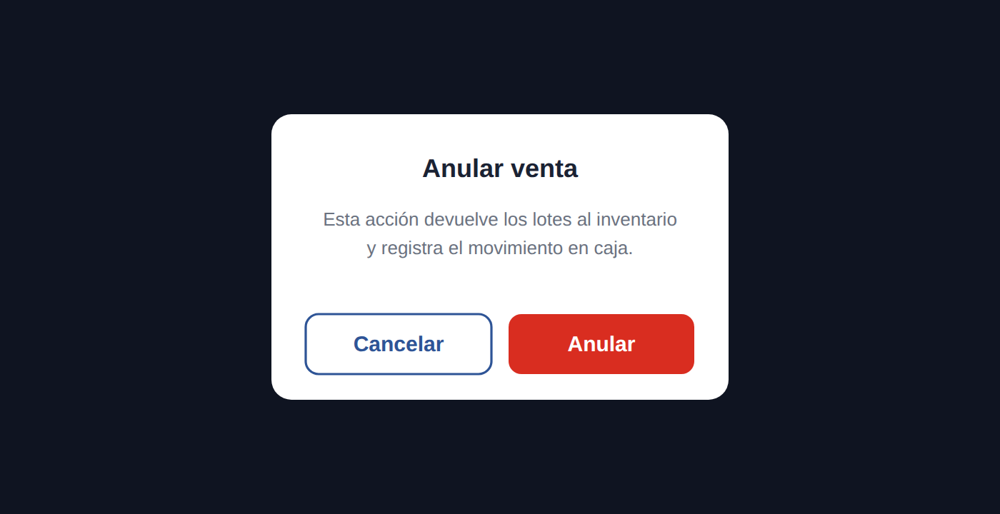 Anular venta
Esta acción devuelve los lotes al inventario
y registra el movimiento en caja.
Cancelar
Anular